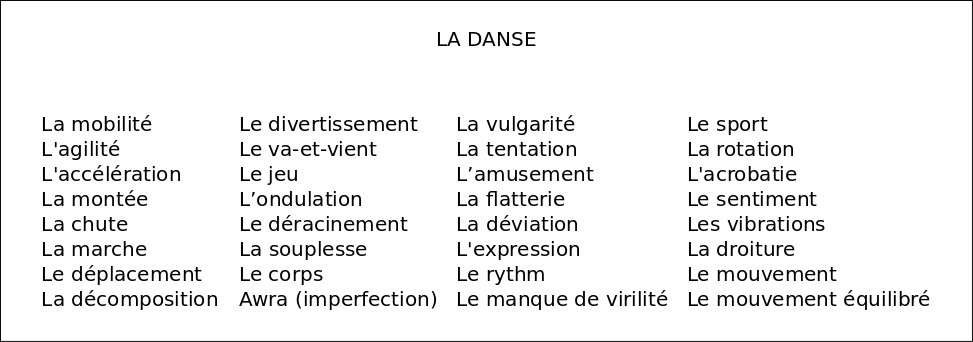 LA DANSE
La mobilité Le divertissement La vulgarité Le sport
L'agilité Le va-et-vient La tentation La rotation
L'accélération Le jeu L’amusement L'acrobatie
La montée L’ondulation La flatterie Le sentiment
La chute Le déracinement La déviation Les vibrations
La marche La souplesse L'expression La droiture
Le déplacement Le corps Le rythm Le mouvement
La décomposition Awra (imperfection) Le manque de virilité Le mouvement équilibré